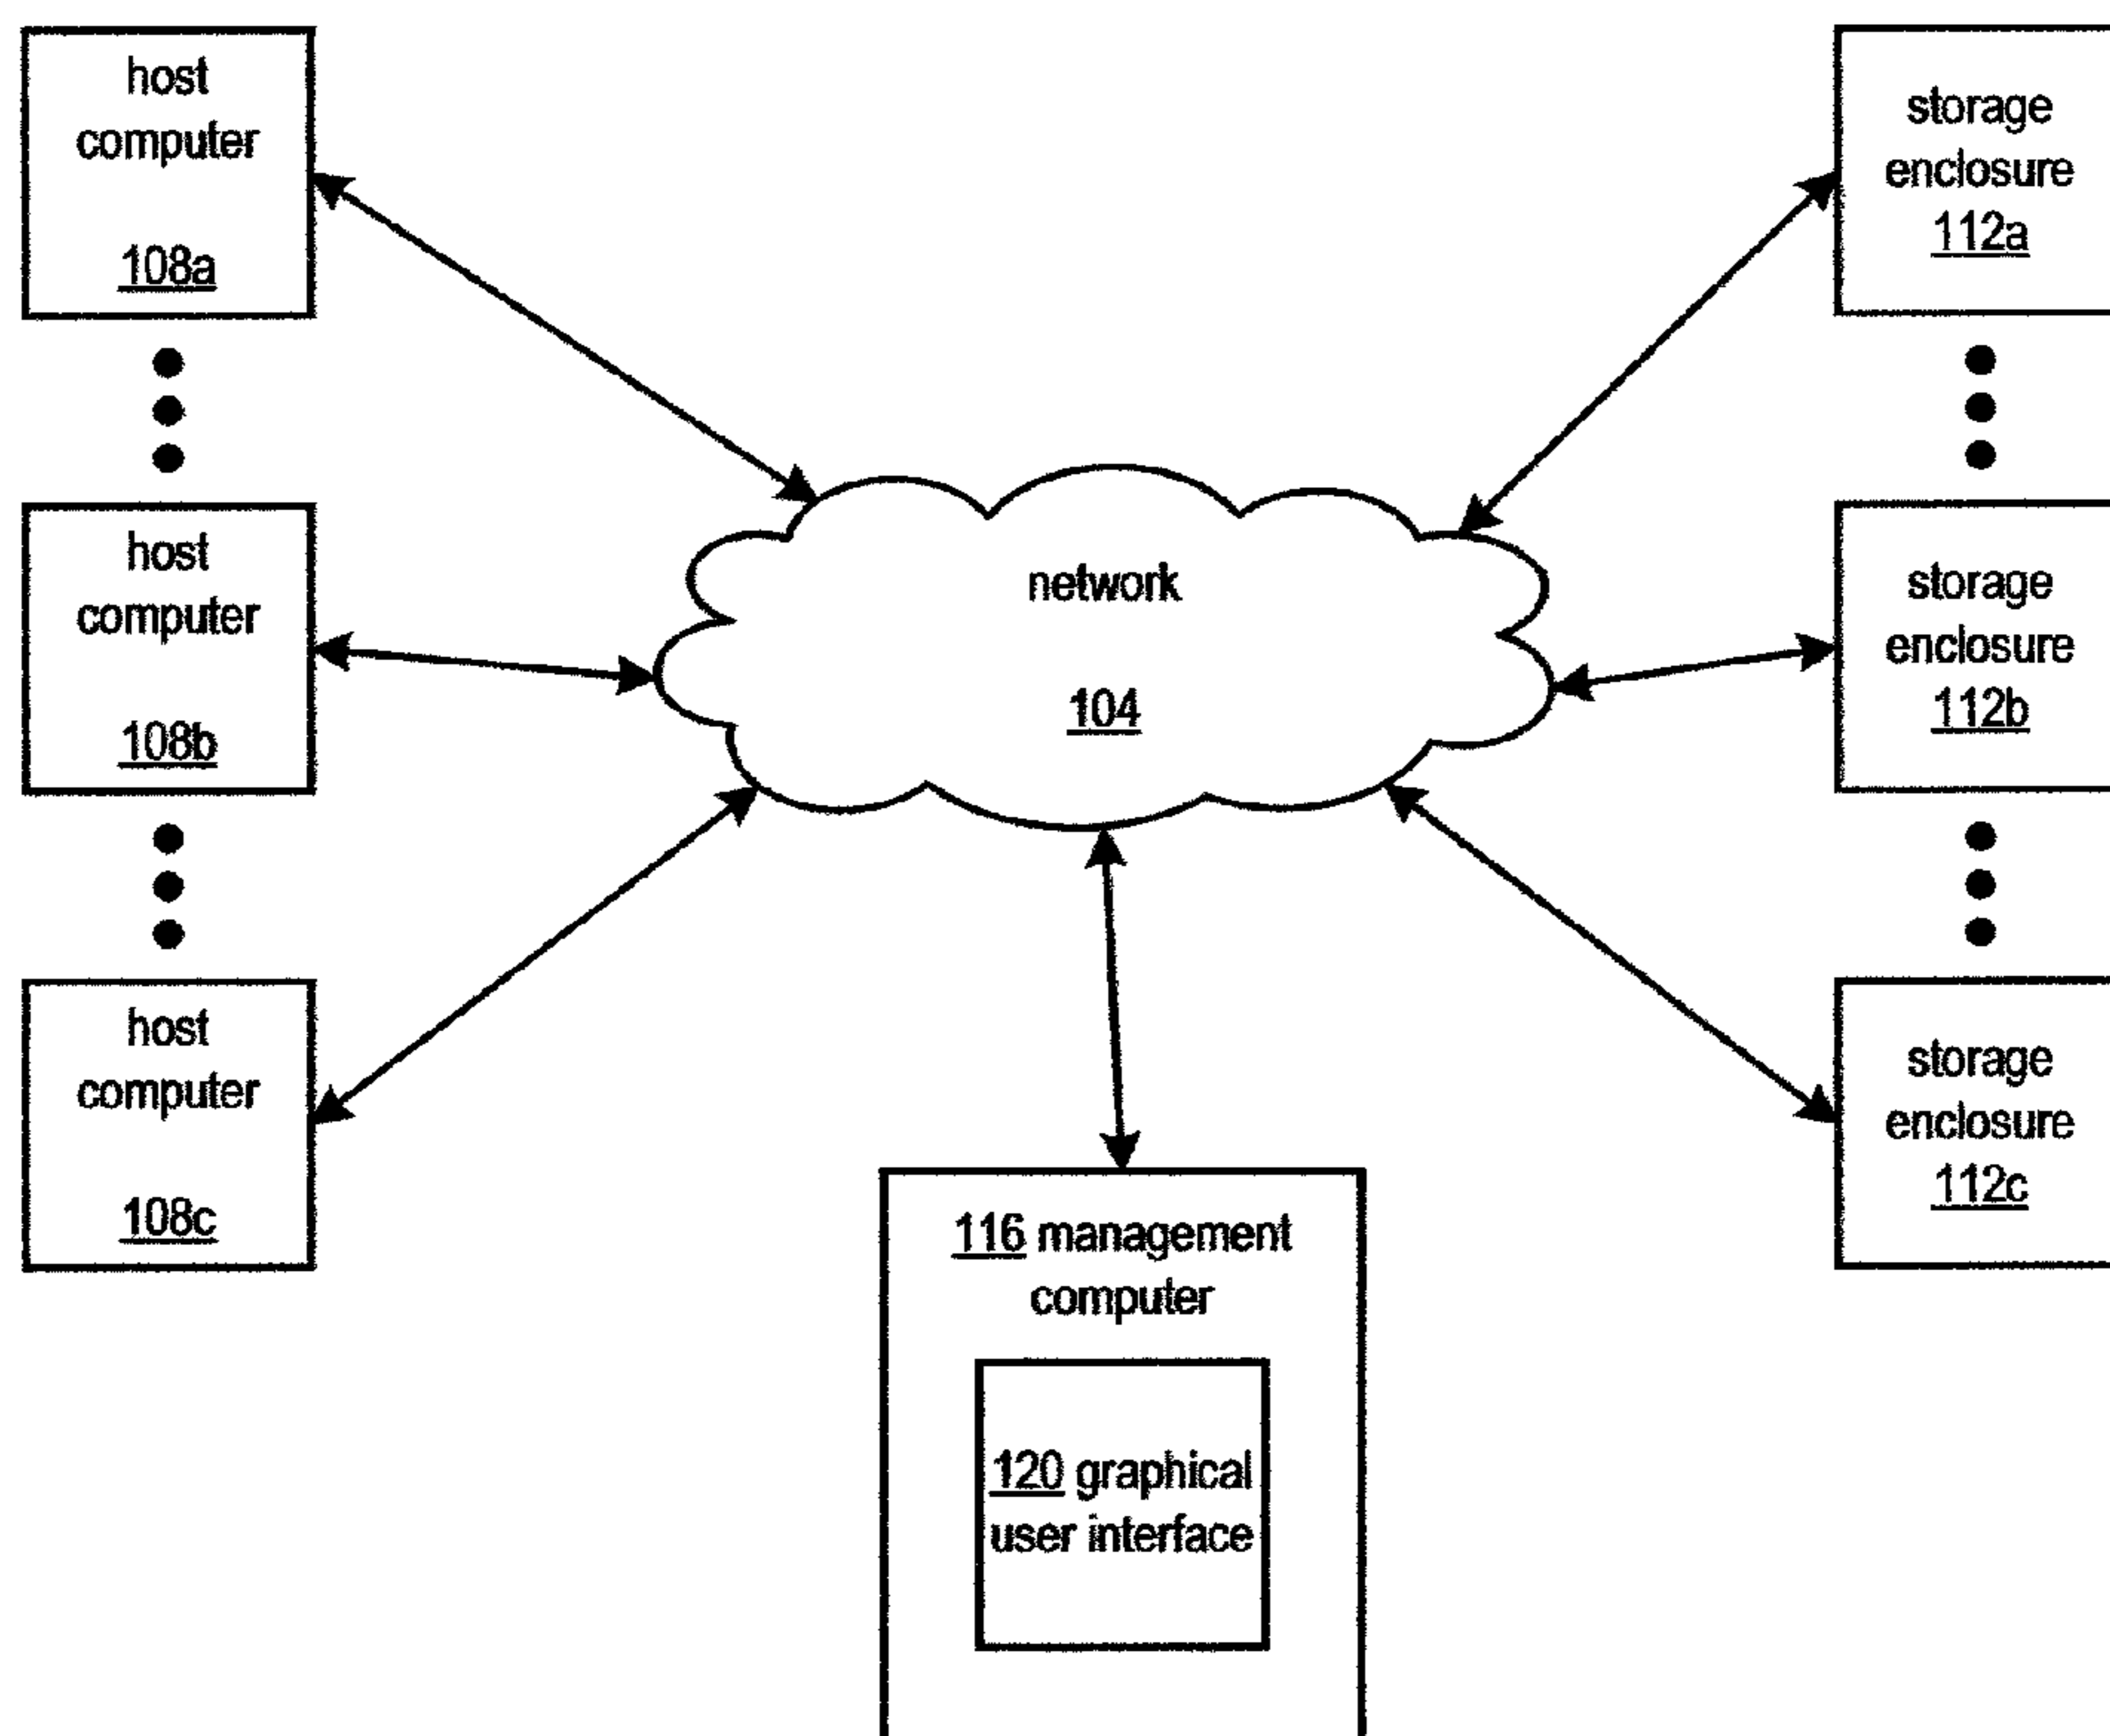 host
computer
108a
storage
enclosure
112a
host
computer
108b
network
104
storage
enclosure
112b
host
computer
108c
storage
enclosure
112c
116 management
computer
120 graphical
user interface